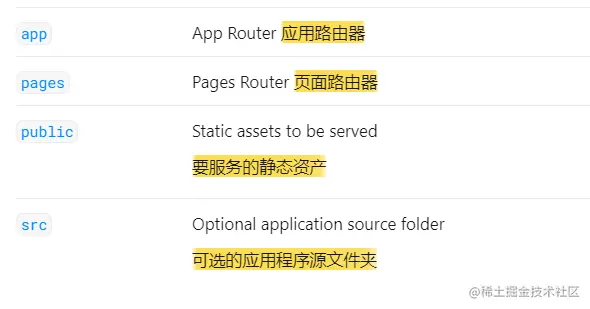 app App Router 应用路由器
pages Pages Router 页面路由器
public Static assets to be served
要服务的静态资产
src Optional application source folder
可选的应用程序源文件夹
@稀土掘金技术社区